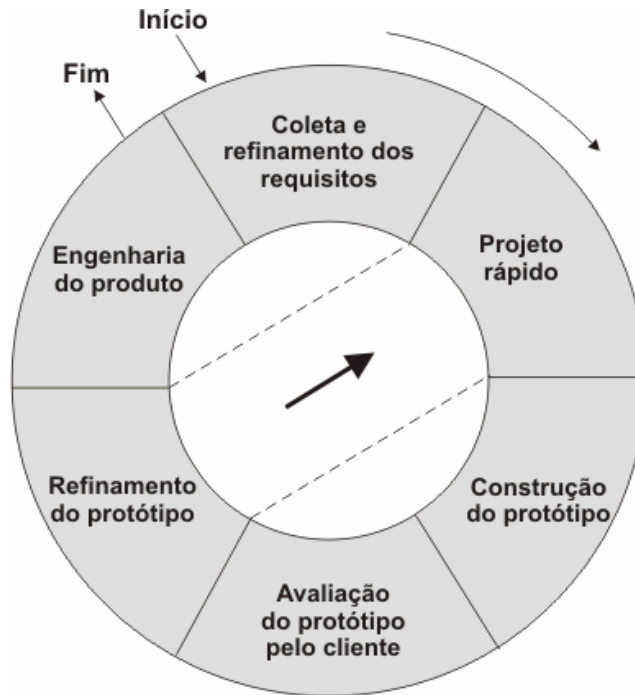 Início
Fim
Coleta e
refinamento dos
requisitos
Projeto
rápido
Construção
do protótipo
Avaliação
do protótipo
pelo cliente
Refinamento
do protótipo
Engenharia
do produto